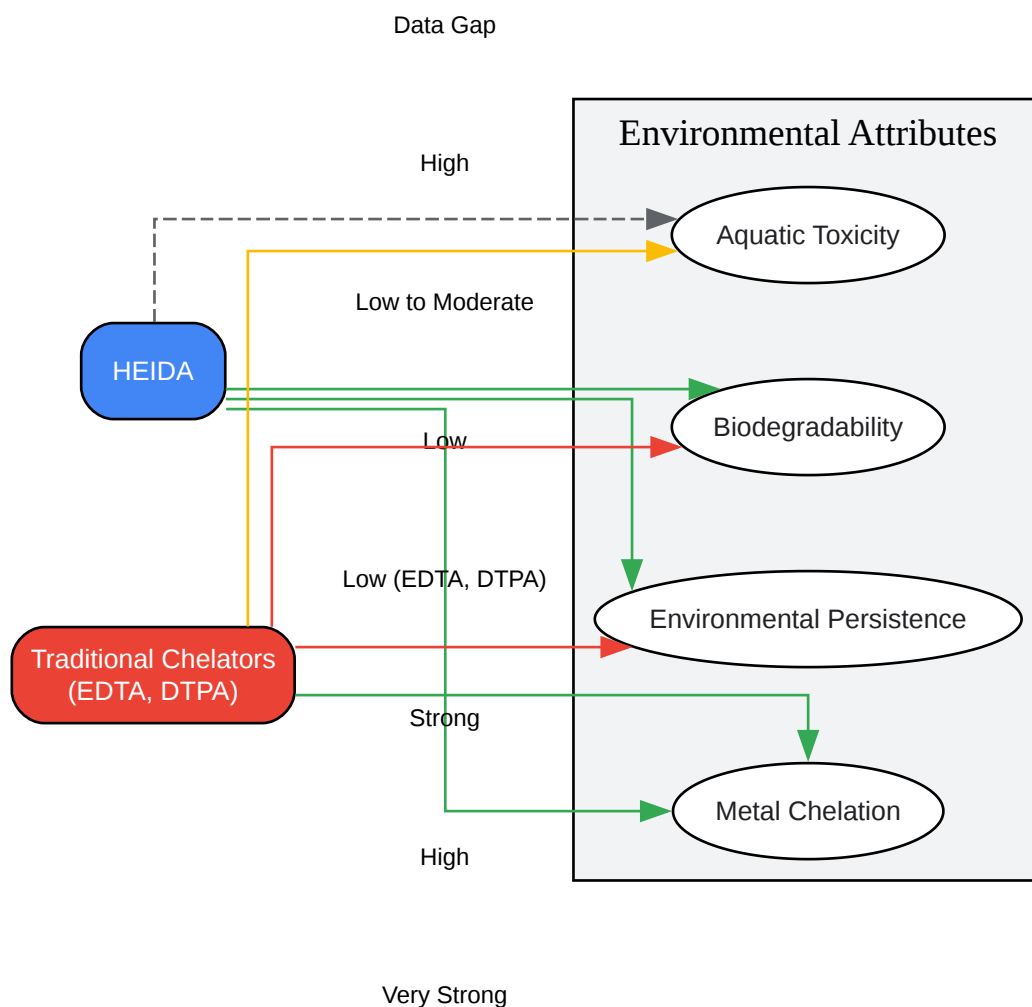 Data Gap
Environmental Attributes
High
Aquatic Toxicity
Low to Moderate
HEIDA
Biodegradability
Low
Low (EDTA, DTPA)
Environmental Persistence
Traditional Chelators
(EDTA, DTPA)
Strong
Metal Chelation
High
Very Strong